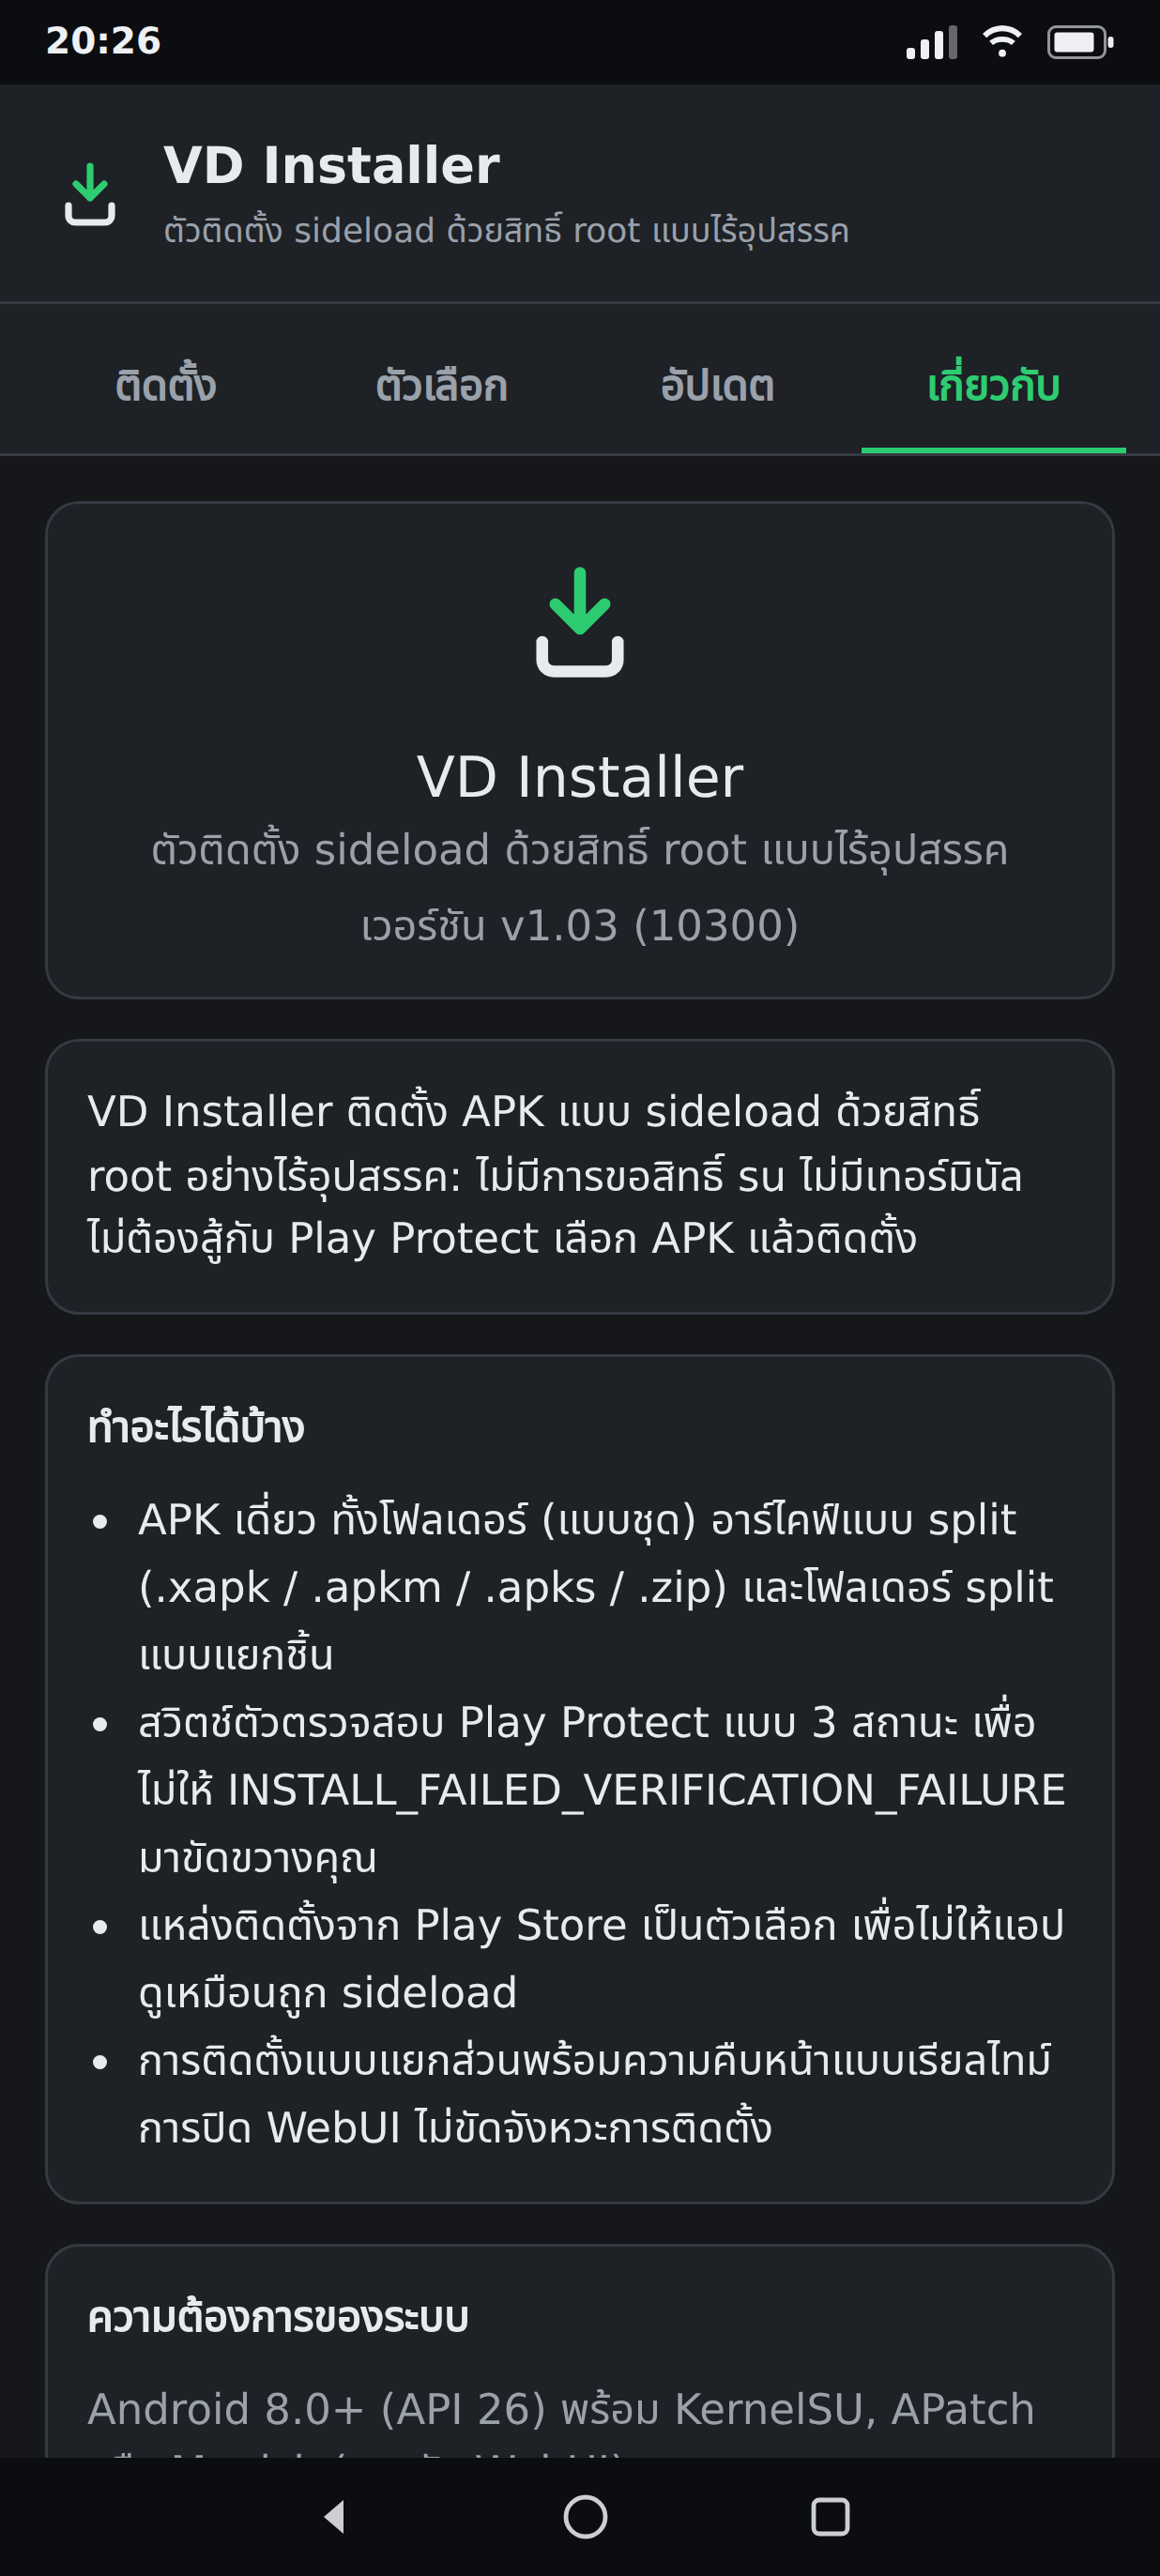 20:26
VD Installer
ตัวติดตั้ง sideload ด้วยสิทธิ์ root แบบไร้อุปสรรค
ติดตั้ง
ตัวเลือก
อัปเดต
เกี่ยวกับ
VD Installer
ตัวติดตั้ง sideload ด้วยสิทธิ์ root แบบไร้อุปสรรค
เวอร์ชัน v1.03 (10300)
VD Installer ติดตั้ง APK แบบ sideload ด้วยสิทธิ์
root อย่างไร้อุปสรรค: ไม่มีการขอสิทธิ์ su ไม่มีเทอร์มินัล
ไม่ต้องสู้กับ Play Protect เลือก APK แล้วติดตั้ง
ทำอะไรได้บ้าง
• APK เดี่ยว ทั้งโฟลเดอร์ (แบบชุด) อาร์ไคฟ์แบบ split
(.xapk / .apkm / .apks / .zip) และโฟลเดอร์ split
แบบแยกชิ้น
• สวิตช์ตัวตรวจสอบ Play Protect แบบ 3 สถานะ เพื่อ
ไม่ให้ INSTALL_FAILED_VERIFICATION_FAILURE
มาขัดขวางคุณ
• แหล่งติดตั้งจาก Play Store เป็นตัวเลือก เพื่อไม่ให้แอป
ดูเหมือนถูก sideload
• การติดตั้งแบบแยกส่วนพร้อมความคืบหน้าแบบเรียลไทม์
การปิด WebUI ไม่ขัดจังหวะการติดตั้ง
ความต้องการของระบบ
Android 8.0+ (API 26) พร้อม KernelSU, APatch